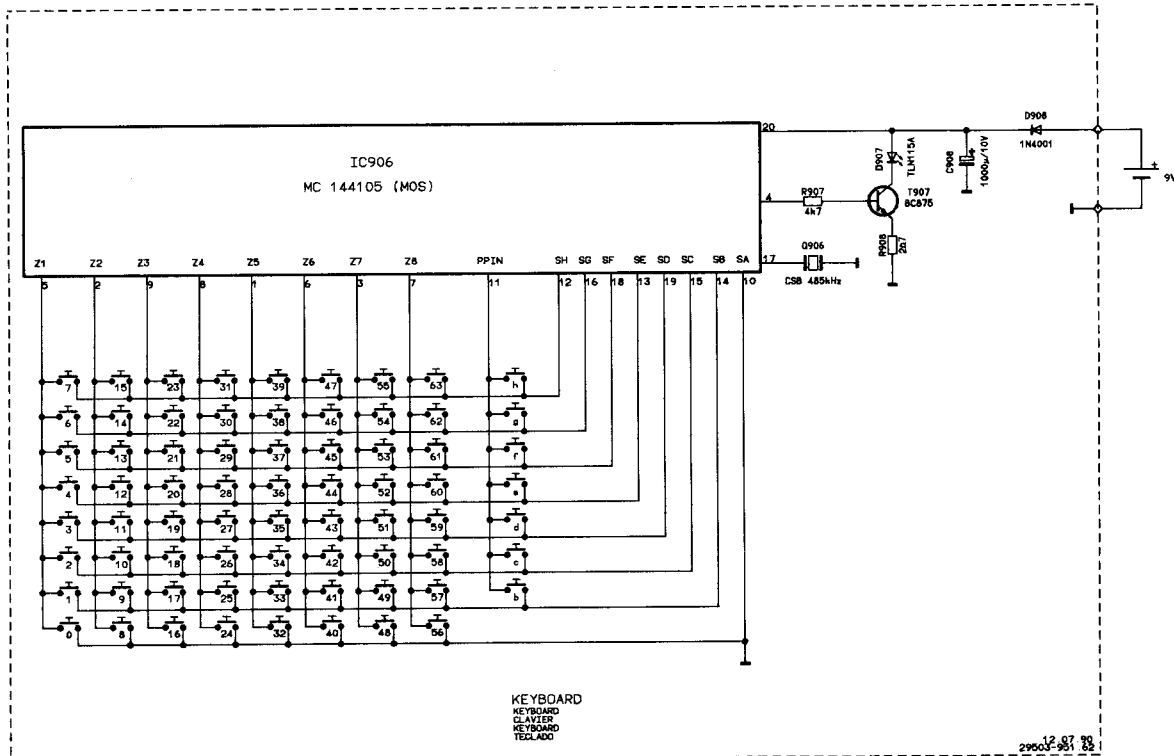 IC906
MC 144105 (MOS)
20
D907
TLN115A
C908
1000µ/10V
D908
1N4001
+
9V
4
R907
4k7
T907
BC875
R908
2Ω7
Q906
17
CSB 485kHz
Z1 Z2 Z3 Z4 Z5 Z6 Z7 Z8 PPIN SH SG SF SE SD SC SB SA
5 2 9 8 1 6 3 7 11 12 16 18 13 19 15 14 10
7 15 23 31 39 47 55 63 h
6 14 22 30 38 46 54 62 g
5 13 21 29 37 45 53 61 f
4 12 20 28 36 44 52 60 e
3 11 19 27 35 43 51 59 d
2 10 18 26 34 42 50 58 c
1 9 17 25 33 41 49 57 b
0 8 16 24 32 40 48 56
KEYBOARD
KEYBOARD
CLAVIER
KEYBOARD
TECLADO
12.07.90
29503-951.62